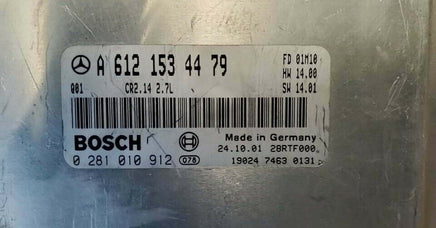 A 612 153 44 79
FD 01M10
HW 14.00
Q01 CR2.14 2.7L SW 14.01
BOSCH Made in Germany
24.10.01 28RTF000
0 281 010 912 078 19024 7463 0131